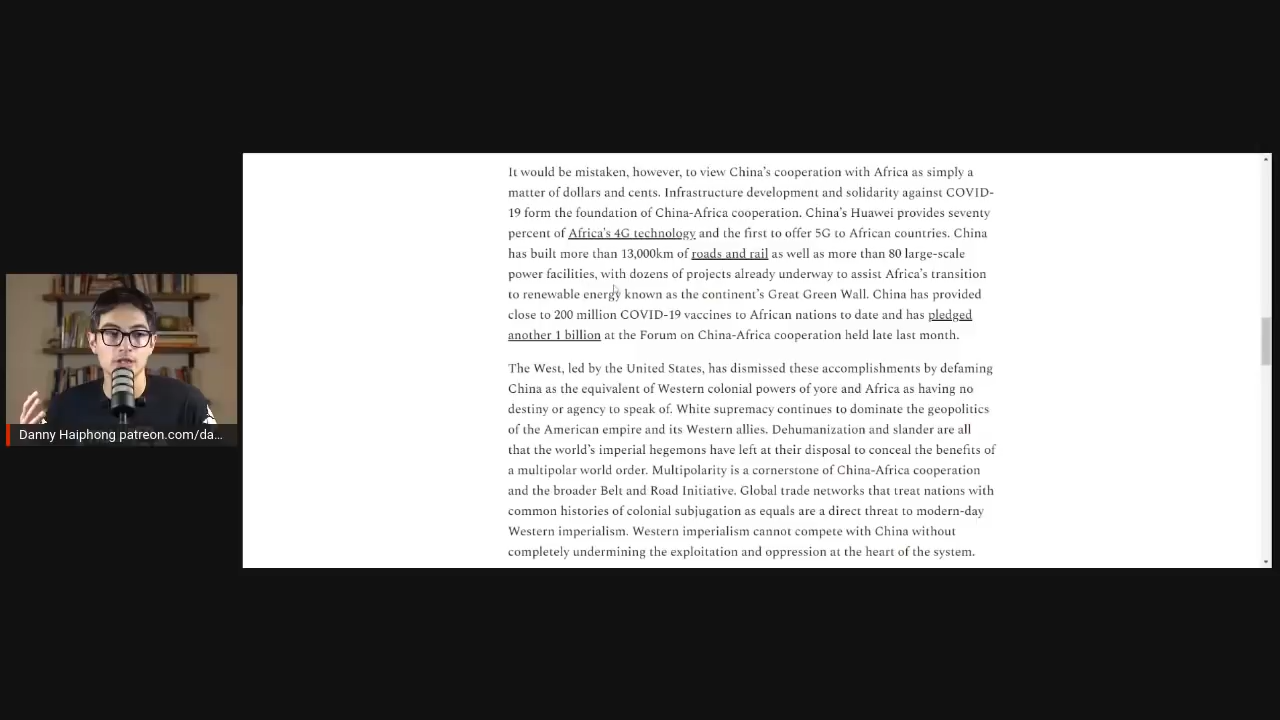 It would be mistaken, however, to view China’s cooperation with Africa as simply a
matter of dollars and cents. Infrastructure development and solidarity against COVID-
19 form the foundation of China-Africa cooperation. China’s Huawei provides seventy
percent of Africa’s 4G technology and the first to offer 5G to African countries. China
has built more than 13,000km of roads and rail as well as more than 80 large-scale
power facilities, with dozens of projects already underway to assist Africa’s transition
to renewable energy known as the continent’s Great Green Wall. China has provided
close to 200 million COVID-19 vaccines to African nations to date and has pledged
another 1 billion at the Forum on China-Africa cooperation held late last month.
The West, led by the United States, has dismissed these accomplishments by defaming
China as the equivalent of Western colonial powers of yore and Africa as having no
destiny or agency to speak of. White supremacy continues to dominate the geopolitics
of the American empire and its Western allies. Dehumanization and slander are all
that the world’s imperial hegemons have left at their disposal to conceal the benefits of
a multipolar world order. Multipolarity is a cornerstone of China-Africa cooperation
and the broader Belt and Road Initiative. Global trade networks that treat nations with
common histories of colonial subjugation as equals are a direct threat to modern-day
Western imperialism. Western imperialism cannot compete with China without
completely undermining the exploitation and oppression at the heart of the system.
Danny Haiphong patreon.com/da...